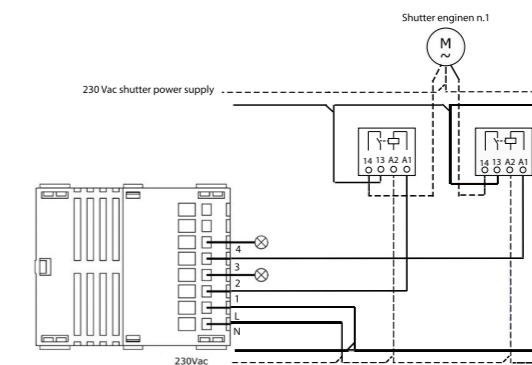 Shutter enginen n.1
M
~
230 Vac shutter power supply
14 13 A2 A1
14 13 A2 A1
4
3
2
1
L
N
230Vac